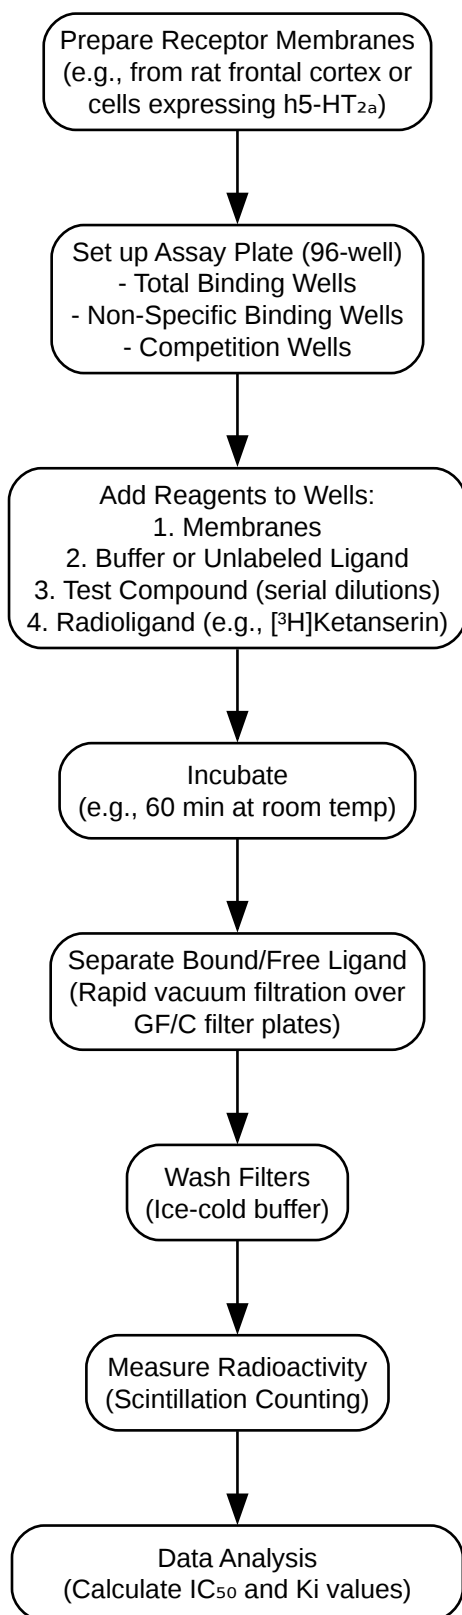 Prepare Receptor Membranes
(e.g., from rat frontal cortex or
cells expressing h5-HT₂ₐ)
Set up Assay Plate (96-well)
- Total Binding Wells
- Non-Specific Binding Wells
- Competition Wells
Add Reagents to Wells:
1. Membranes
2. Buffer or Unlabeled Ligand
3. Test Compound (serial dilutions)
4. Radioligand (e.g., [³H]Ketanserin)
Incubate
(e.g., 60 min at room temp)
Separate Bound/Free Ligand
(Rapid vacuum filtration over
GF/C filter plates)
Wash Filters
(Ice-cold buffer)
Measure Radioactivity
(Scintillation Counting)
Data Analysis
(Calculate IC₅₀ and Ki values)